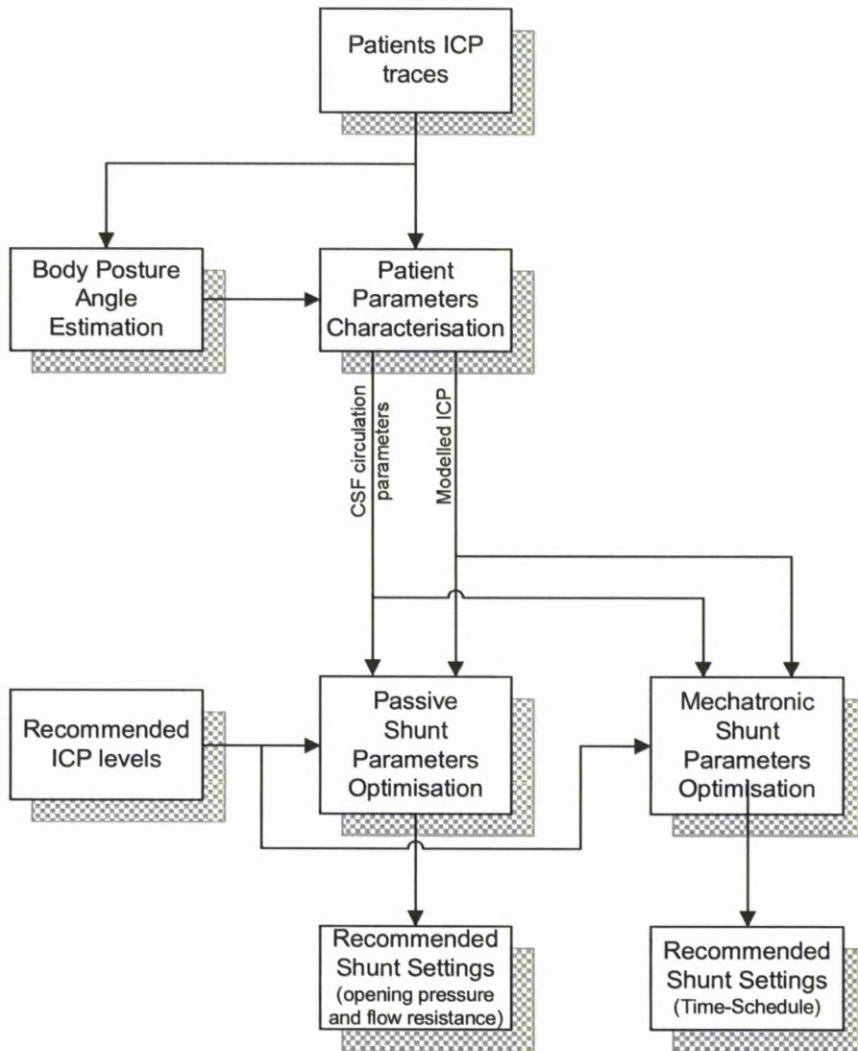 Patients ICP
traces
Body Posture
Angle
Estimation
Patient
Parameters
Characterisation
CSF circulation
parameters
Modelled ICP
Recommended
ICP levels
Passive
Shunt
Parameters
Optimisation
Mechatronic
Shunt
Parameters
Optimisation
Recommended
Shunt Settings
(opening pressure
and flow resistance)
Recommended
Shunt Settings
(Time-Schedule)